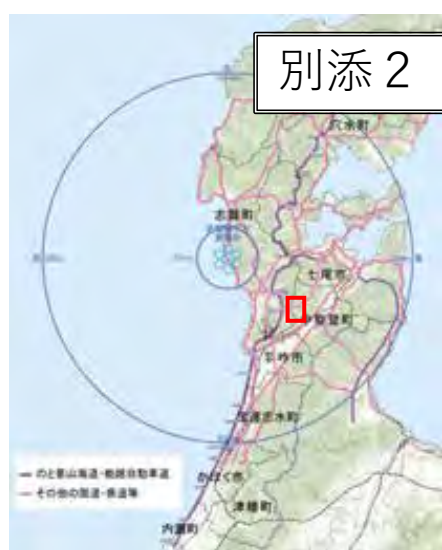 別添２
穴水町
志賀町
七尾市
中能登町
羽咋市
宝達志水町
のと里山海道・能越自動車道
その他の国道・県道等
かほく市
津幡町
内灘町